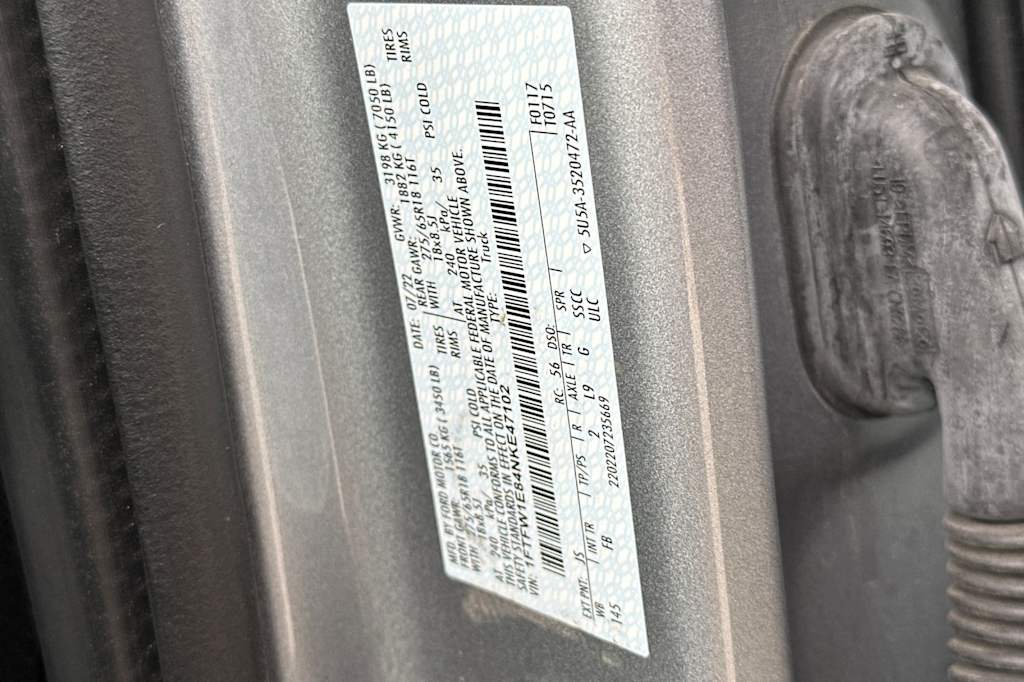 MFD. BY FORD MOTOR CO.
DATE: 07/22 GVWR: 3198 KG ( 7050 LB)
FRONT GAWR: 1565 KG ( 3450 LB) REAR GAWR: 1882 KG ( 4150 LB)
WITH 275/65R18 116T TIRES WITH 275/65R18 116T TIRES
18x8.5J RIMS 18x8.5J RIMS
AT 240 kPa/ 35 PSI COLD AT 240 kPa/ 35 PSI COLD
THIS VEHICLE CONFORMS TO ALL APPLICABLE FEDERAL MOTOR VEHICLE
SAFETY STANDARDS IN EFFECT ON THE DATE OF MANUFACTURE SHOWN ABOVE.
VIN: 1FTFW1E84NKE47102 TYPE: Truck
F0117
T0715
EXT PNT: JS RC: 56 DSO:
WB INT TR TP/PS R AXLE TR SPR
145 FB 2 L9 G SSCC
2202207235669 ULC
▽ 5U5A-3520472-AA